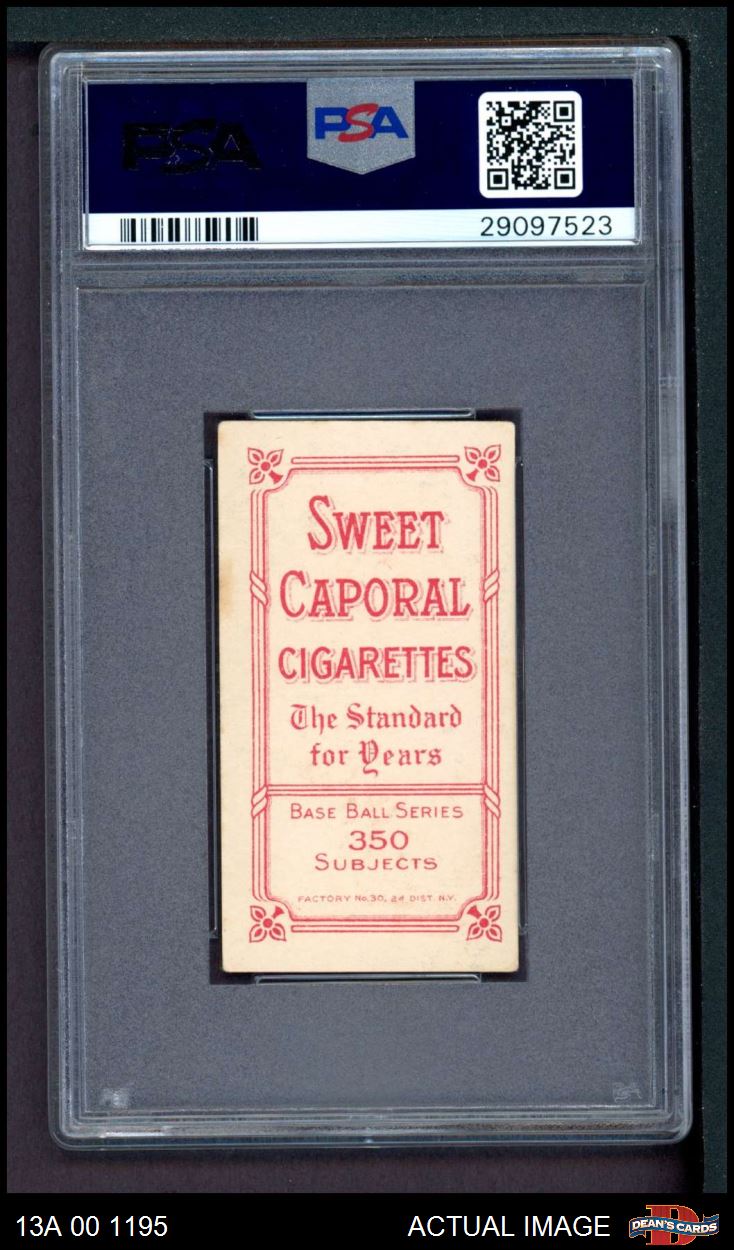 PSA
PSA
29097523
SWEET
CAPORAL
CIGARETTES
The Standard
for Years
BASE BALL SERIES
350
SUBJECTS
FACTORY No. 30, 2d DIST. N.Y.
PSA
13A 00 1195
ACTUAL IMAGE
D
DEAN'S CARDS